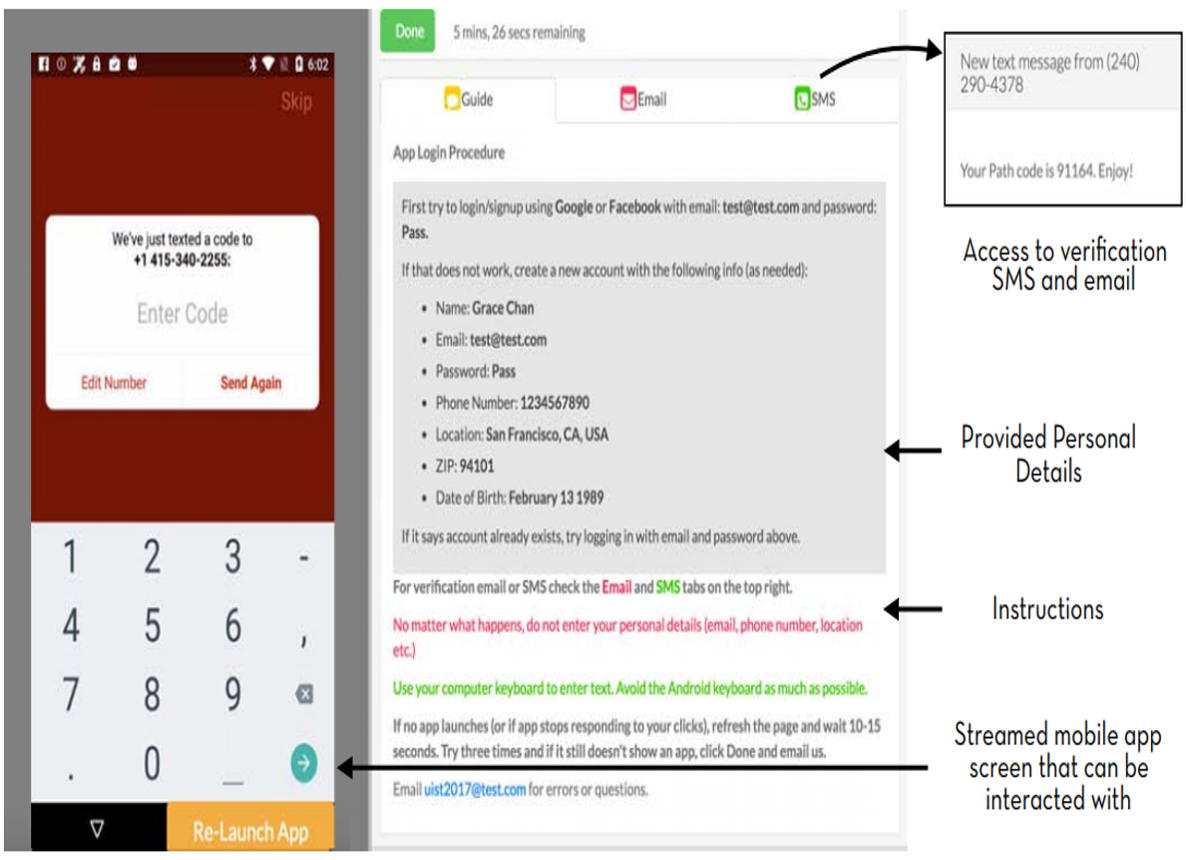 6:02
Skip
We've just texted a code to
+1 415-340-2255:
Enter Code
Edit Number
Send Again
1 2 3 -
4 5 6 ,
7 8 9
. 0 _
Re-Launch App
Done
5 mins, 26 secs remaining
Guide
Email
SMS
App Login Procedure
First try to login/signup using Google or Facebook with email: test@test.com and password:
Pass.
If that does not work, create a new account with the following info (as needed):
• Name: Grace Chan
• Email: test@test.com
• Password: Pass
• Phone Number: 1234567890
• Location: San Francisco, CA, USA
• ZIP: 94101
• Date of Birth: February 13 1989
If it says account already exists, try logging in with email and password above.
For verification email or SMS check the Email and SMS tabs on the top right.
No matter what happens, do not enter your personal details (email, phone number, location
etc.)
Use your computer keyboard to enter text. Avoid the Android keyboard as much as possible.
If no app launches (or if app stops responding to your clicks), refresh the page and wait 10-15
seconds. Try three times and if it still doesn't show an app, click Done and email us.
Email uist2017@test.com for errors or questions.
New text message from (240)
290-4378
Your Path code is 91164. Enjoy!
Access to verification
SMS and email
Provided Personal
Details
Instructions
Streamed mobile app
screen that can be
interacted with